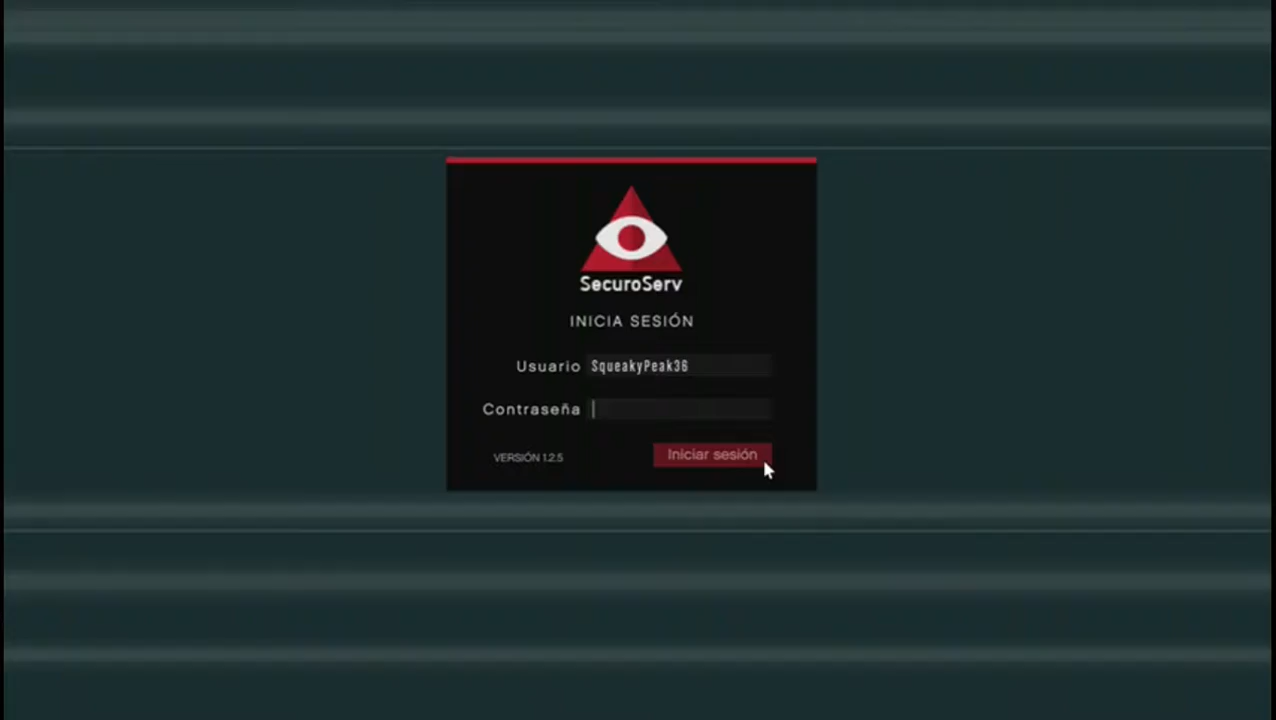 SecuroServ
INICIA SESIÓN
Usuario SqueakyPeak36
Contraseña
VERSIÓN 1.2.5 Iniciar sesión